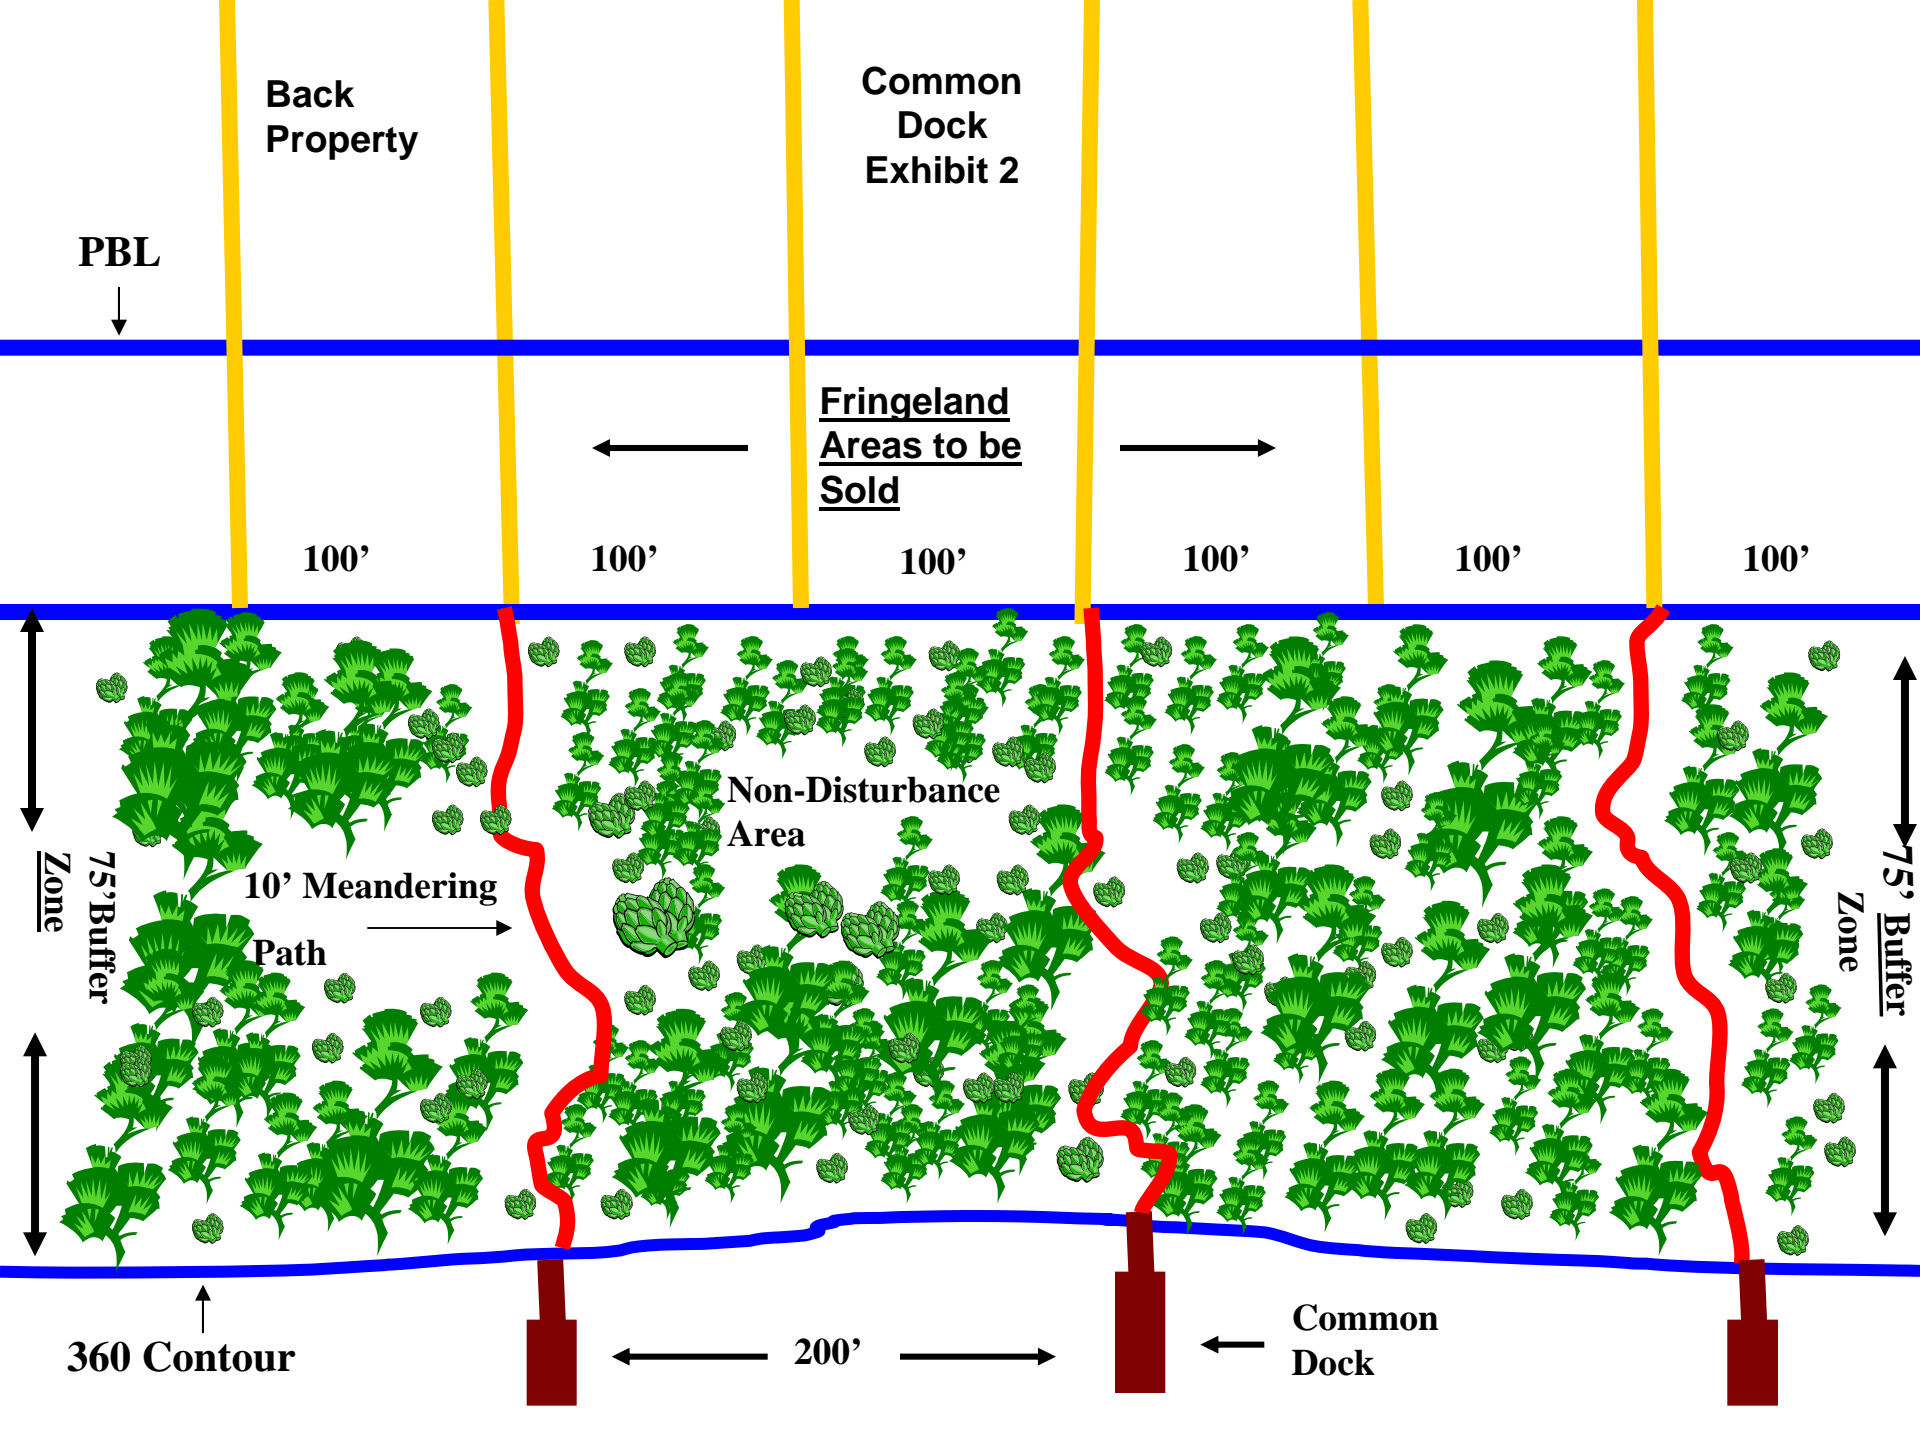 Back
Property
Common
Dock
Exhibit 2
PBL
Fringeland
Areas to be
Sold
100’
100’
100’
100’
100’
100’
Non-Disturbance
Area
75’Buffer
Zone
10’ Meandering
Path
75’ Buffer
Zone
360 Contour
200’
Common
Dock